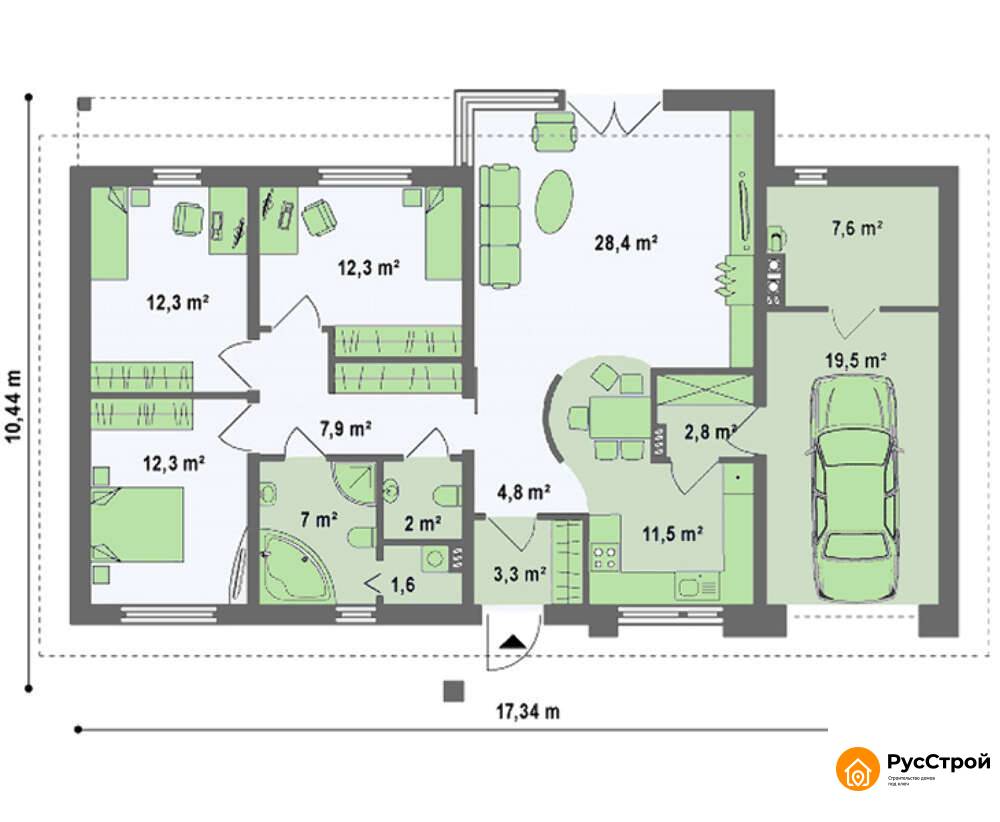 28,4 m²
7,6 m²
12,3 m²
12,3 m²
19,5 m²
10,44 m
7,9 m²
2,8 m²
12,3 m²
4,8 m²
7 m²
2 m²
11,5 m²
3,3 m²
1,6
17,34 m
РусСтрой
Строительство домов
под ключ